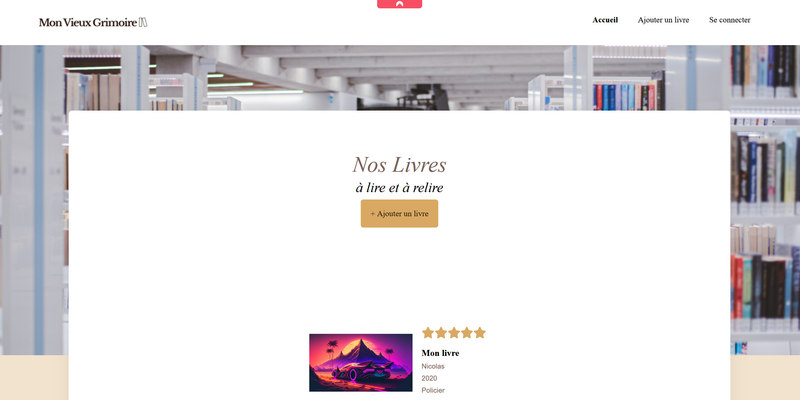 Mon Vieux Grimoire
Accueil
Ajouter un livre
Se connecter
Nos Livres
à lire et à relire
+ Ajouter un livre
Mon livre
Nicolas
2020
Policier